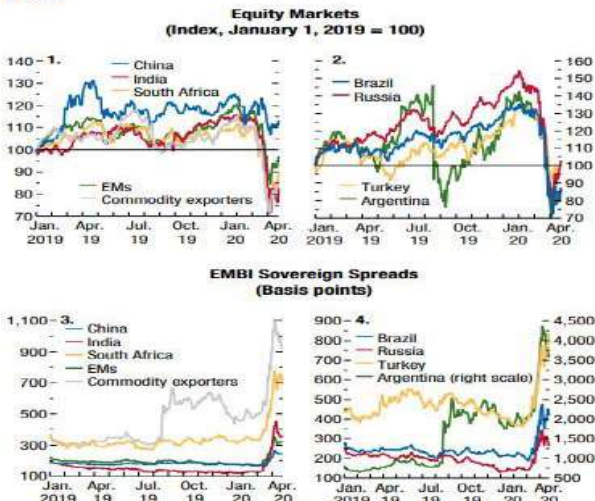 Equity Markets
(Index, January 1, 2019 = 100)
1.
China
India
South Africa
EMs
Commodity exporters
140
130
120
110
100
90
80
70
Jan. Apr. Jul. Oct. Jan. Apr.
2019 19 19 19 20 20
2.
Brazil
Russia
Turkey
Argentina
160
150
140
130
120
110
100
90
80
70
Jan. Apr. Jul. Oct. Jan. Apr.
2019 19 19 19 20 20
EMBI Sovereign Spreads
(Basis points)
3.
China
India
South Africa
EMs
Commodity exporters
1,100
900
700
500
300
100
Jan. Apr. Jul. Oct. Jan. Apr.
2019 19 19 19 20 20
4.
Brazil
Russia
Turkey
Argentina (right scale)
900
800
700
600
500
400
300
200
100
4,500
4,000
3,500
3,000
2,500
2,000
1,500
1,000
500
Jan. Apr. Jul. Oct. Jan. Apr.
2019 19 19 19 20 20